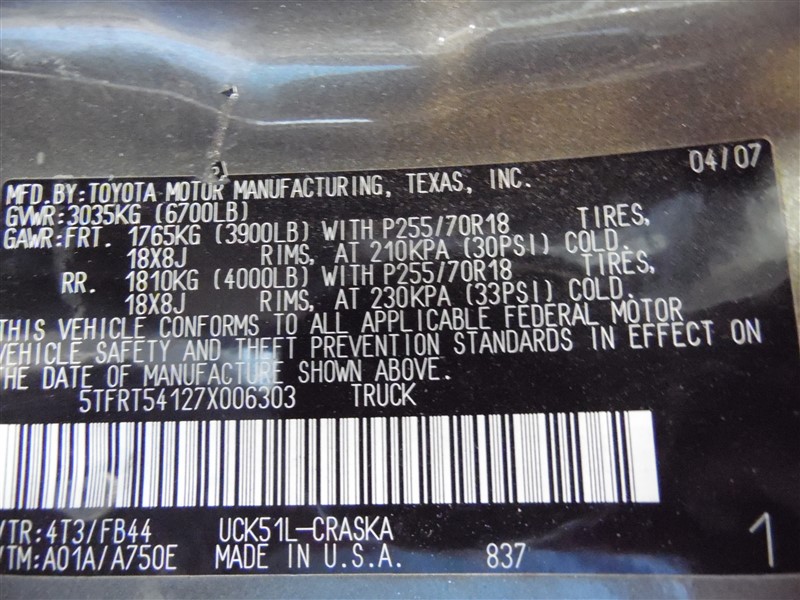 04/07
MFD.BY:TOYOTA MOTOR MANUFACTURING, TEXAS, INC.
GVWR:3035KG (6700LB)
GAWR:FRT. 1765KG (3900LB) WITH P255/70R18 TIRES,
18X8J RIMS, AT 210KPA (30PSI) COLD.
RR. 1810KG (4000LB) WITH P255/70R18 TIRES,
18X8J RIMS, AT 230KPA (33PSI) COLD.
THIS VEHICLE CONFORMS TO ALL APPLICABLE FEDERAL MOTOR
VEHICLE SAFETY AND THEFT PREVENTION STANDARDS IN EFFECT ON
THE DATE OF MANUFACTURE SHOWN ABOVE.
5TFRT54127X006303 TRUCK
/TR:4T3/FB44 UCK51L-CRASKA
/TM:A01A/A750E MADE IN U.S.A. 837 1